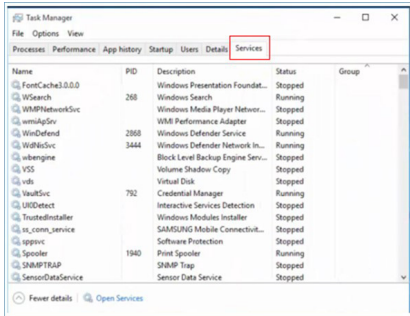 Task Manager
File Options View
Processes Performance App history Startup Users Details Services
Name PID Description Status Group
FontCache3.0.0.0 Windows Presentation Foundat... Stopped
WSearch 268 Windows Search Running
WMPNetworkSvc Windows Media Player Networ... Stopped
wmiApSrv WMI Performance Adapter Stopped
WinDefend 2868 Windows Defender Service Running
WdNisSvc 3444 Windows Defender Network In... Running
wbengine Block Level Backup Engine Serv... Stopped
VSS Volume Shadow Copy Stopped
vds Virtual Disk Stopped
VaultSvc 792 Credential Manager Running
UI0Detect Interactive Services Detection Stopped
TrustedInstaller Windows Modules Installer Stopped
ss_conn_service SAMSUNG Mobile Connectivit... Stopped
sppsvc Software Protection Stopped
Spooler 1940 Print Spooler Running
SNMPTRAP SNMP Trap Stopped
SensorDataService Sensor Data Service Stopped
Fewer details Open Services